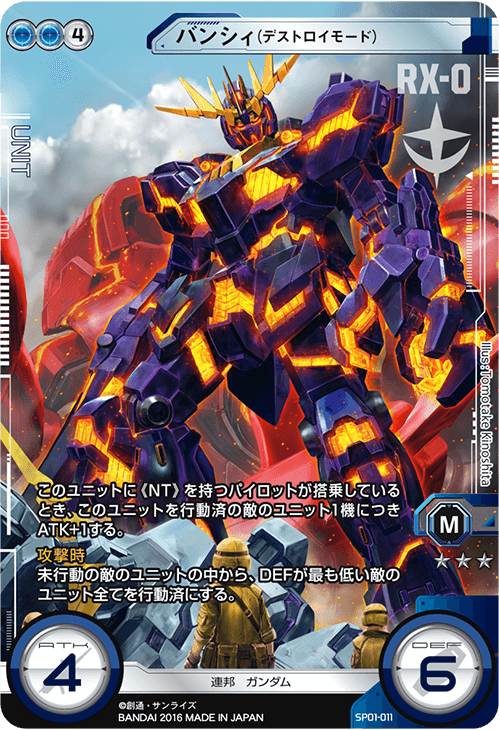 4
バンシィ(デストロイモード)
RX-0
UNIT
Illus:Tomotake Kinoshita
このユニットに《NT》を持つパイロットが搭乗している
とき、このユニットを行動済の敵のユニット1機につき
ATK+1する。
攻撃時
未行動の敵のユニットの中から、DEFが最も低い敵の
ユニット全てを行動済にする。
M
ATK
4
DEF
6
連邦 ガンダム
©創通・サンライズ
BANDAI 2016 MADE IN JAPAN
SP01-011